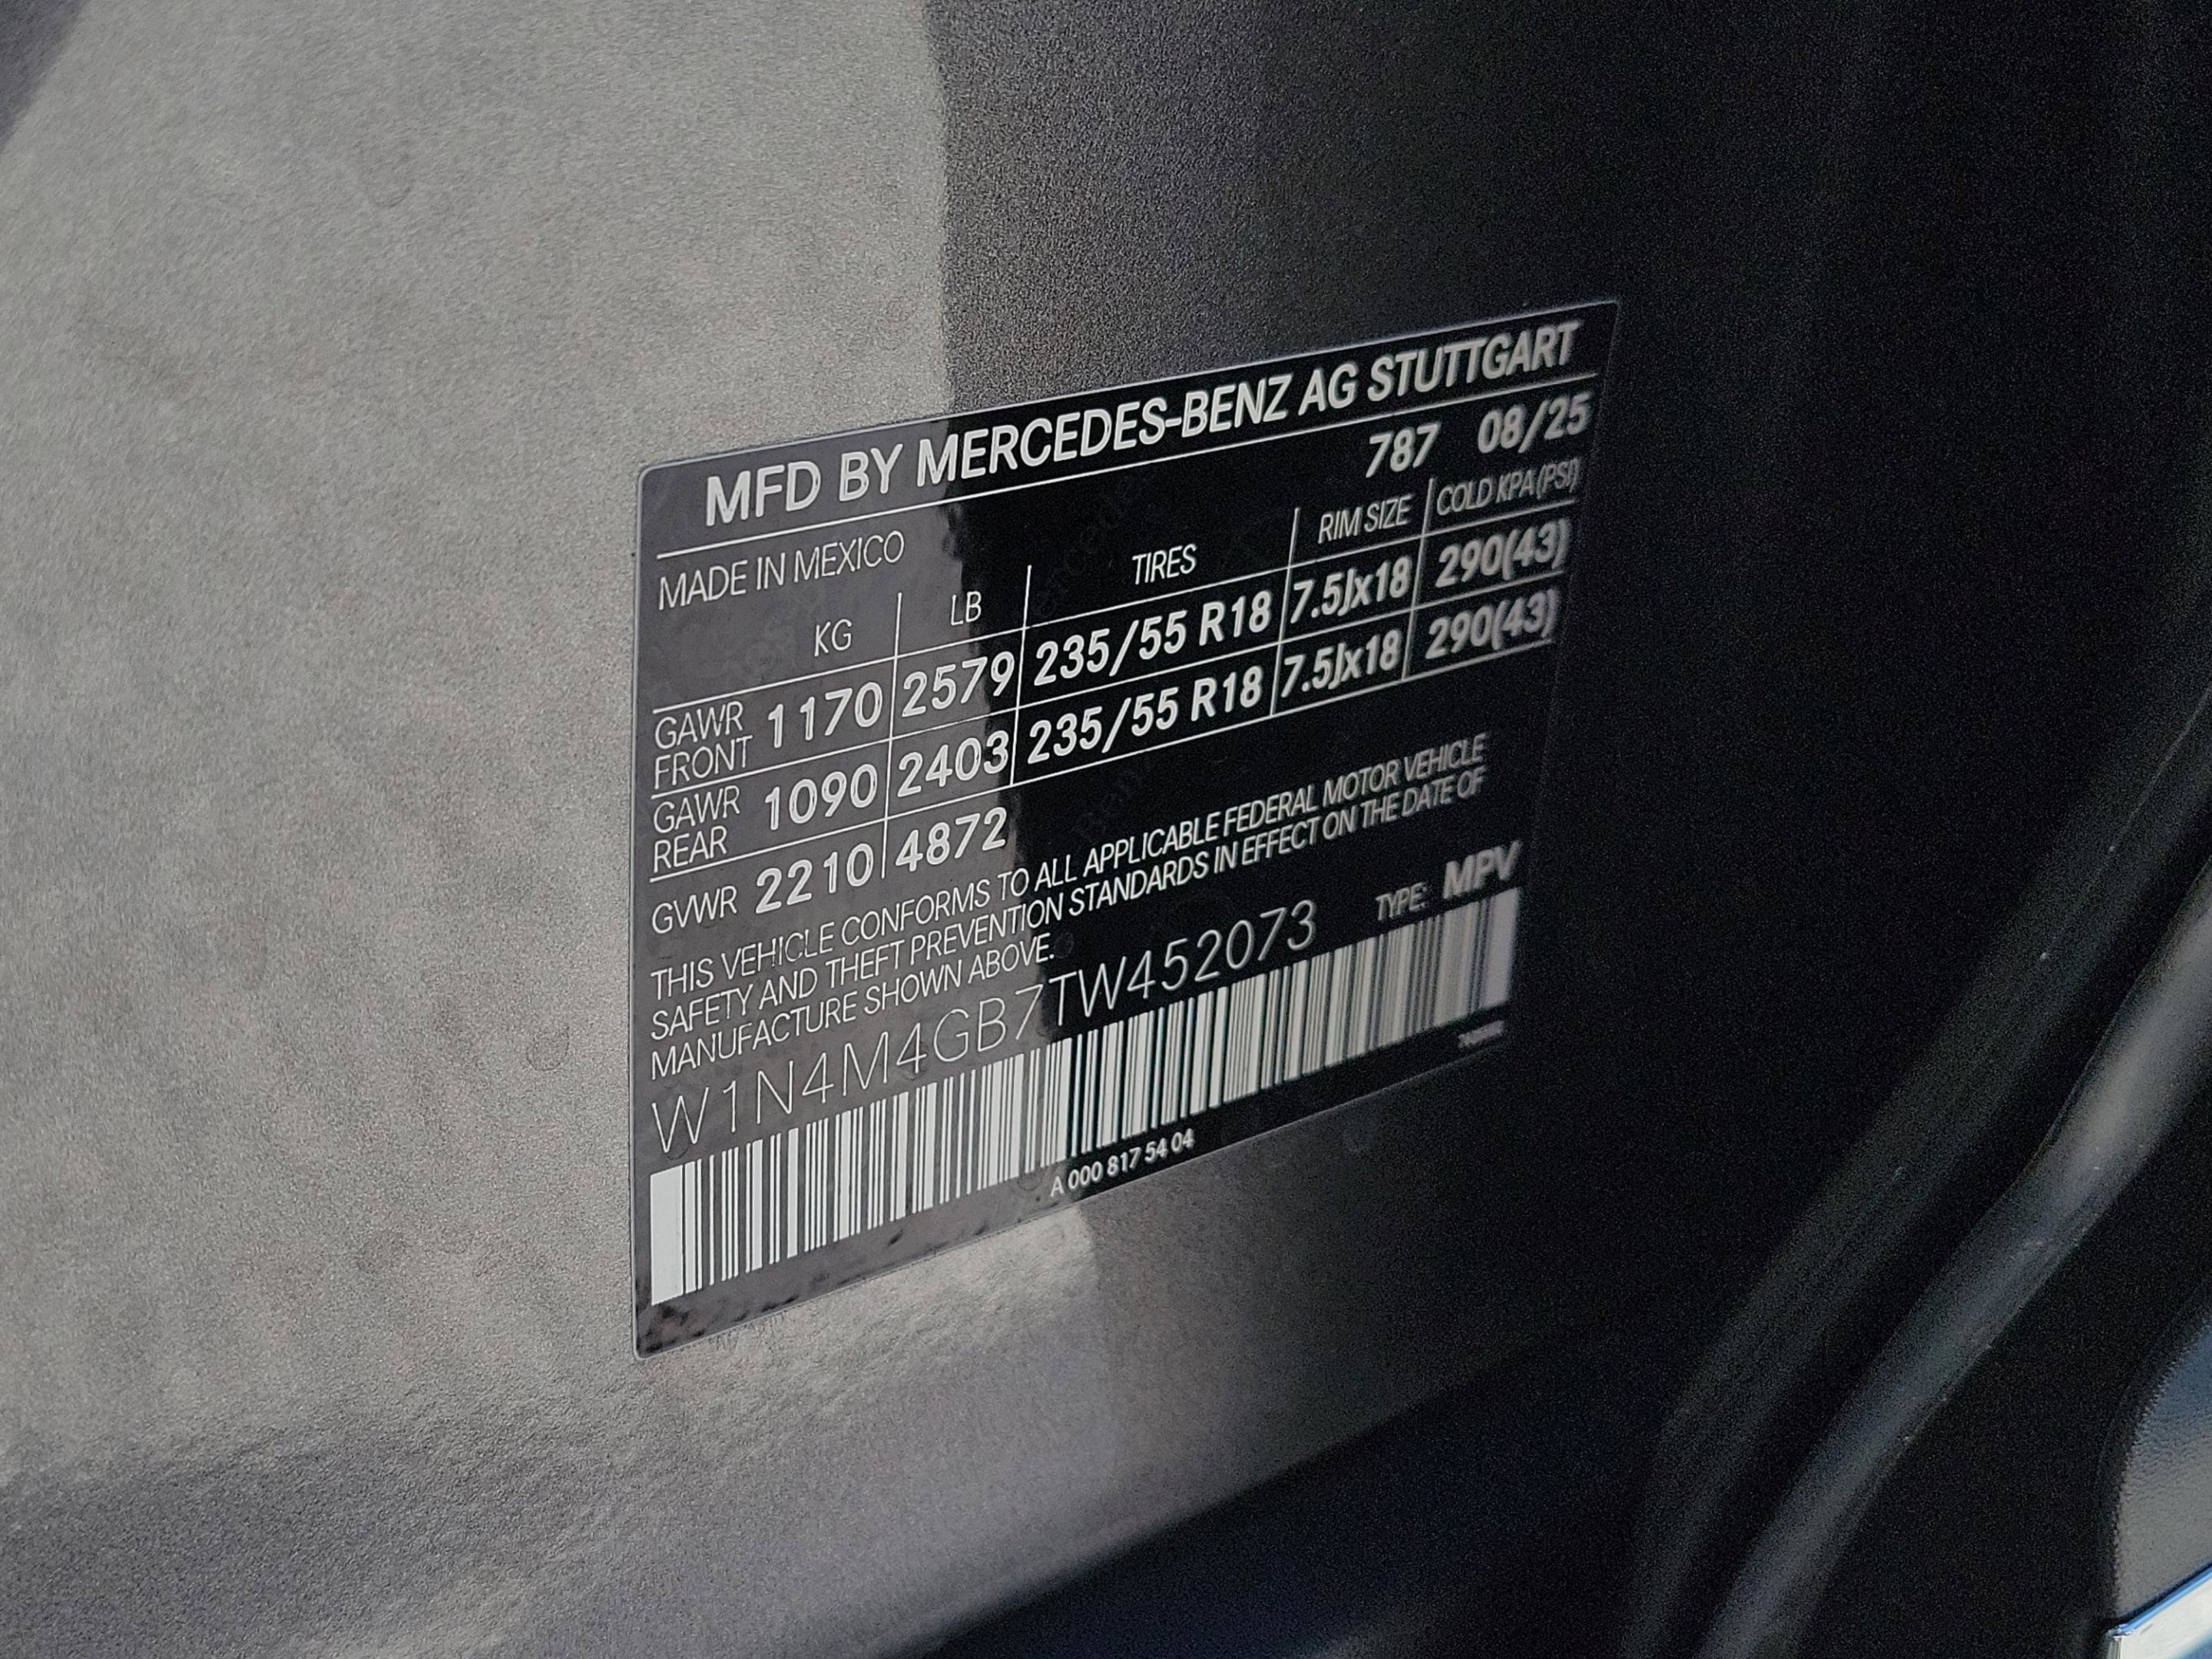 MFD BY MERCEDES-BENZ AG STUTTGART
MADE IN MEXICO 787 08/25
KG LB TIRES RIM SIZE COLD KPA (PSI)
GAWR FRONT 1170 2579 235/55 R18 7.5Jx18 290(43)
GAWR REAR 1090 2403 235/55 R18 7.5Jx18 290(43)
GVWR 2210 4872
THIS VEHICLE CONFORMS TO ALL APPLICABLE FEDERAL MOTOR VEHICLE
SAFETY AND THEFT PREVENTION STANDARDS IN EFFECT ON THE DATE OF
MANUFACTURE SHOWN ABOVE.
W1N4M4GB7TW452073 TYPE: MPV
A 000 817 54 04